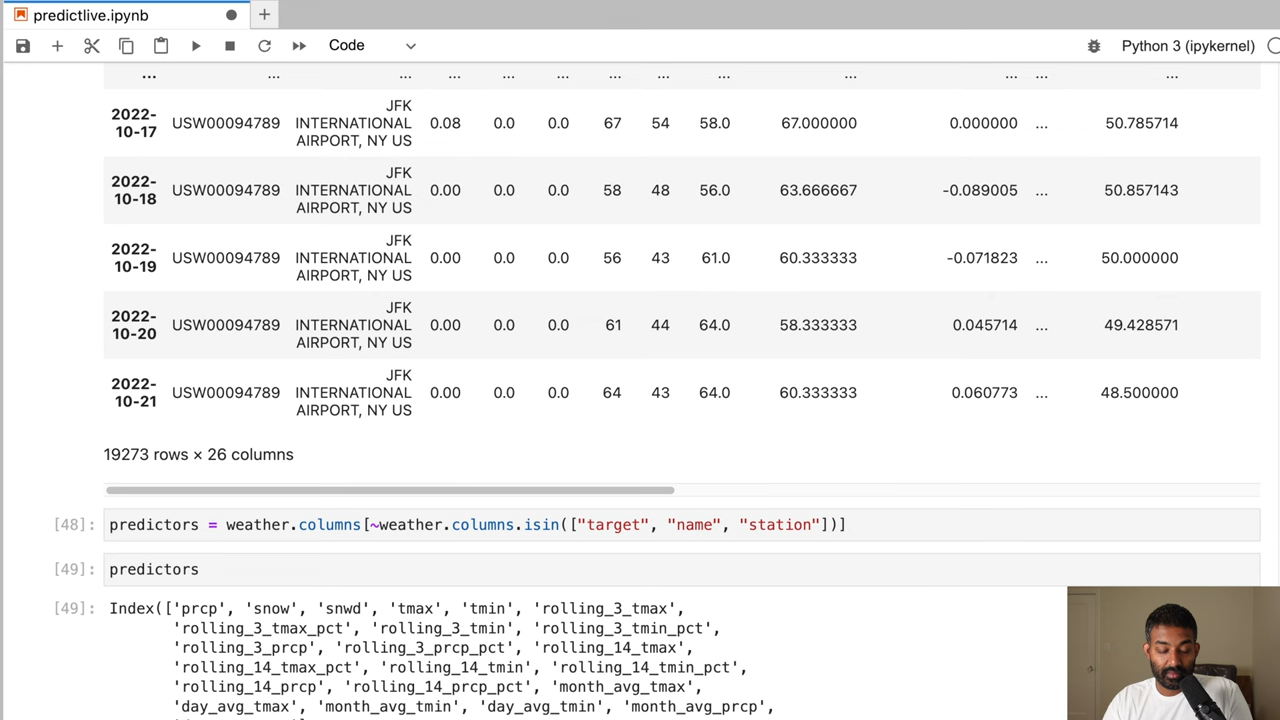 predictlive.ipynb
Code
Python 3 (ipykernel)
... ... ... ... ... ... ... ... ... ... ... ... ...
2022-10-17 USW00094789 JFK INTERNATIONAL AIRPORT, NY US 0.08 0.0 0.0 67 54 58.0 67.000000 0.000000 ... 50.785714
2022-10-18 USW00094789 JFK INTERNATIONAL AIRPORT, NY US 0.00 0.0 0.0 58 48 56.0 63.666667 -0.089005 ... 50.857143
2022-10-19 USW00094789 JFK INTERNATIONAL AIRPORT, NY US 0.00 0.0 0.0 56 43 61.0 60.333333 -0.071823 ... 50.000000
2022-10-20 USW00094789 JFK INTERNATIONAL AIRPORT, NY US 0.00 0.0 0.0 61 44 64.0 58.333333 0.045714 ... 49.428571
2022-10-21 USW00094789 JFK INTERNATIONAL AIRPORT, NY US 0.00 0.0 0.0 64 43 64.0 60.333333 0.060773 ... 48.500000
19273 rows × 26 columns
[48]: predictors = weather.columns[~weather.columns.isin(["target", "name", "station"])]
[49]: predictors
[49]: Index(['prcp', 'snow', 'snwd', 'tmax', 'tmin', 'rolling_3_tmax',
'rolling_3_tmax_pct', 'rolling_3_tmin', 'rolling_3_tmin_pct',
'rolling_3_prcp', 'rolling_3_prcp_pct', 'rolling_14_tmax',
'rolling_14_tmax_pct', 'rolling_14_tmin', 'rolling_14_tmin_pct',
'rolling_14_prcp', 'rolling_14_prcp_pct', 'month_avg_tmax',
'day_avg_tmax', 'month_avg_tmin', 'day_avg_tmin', 'month_avg_prcp',